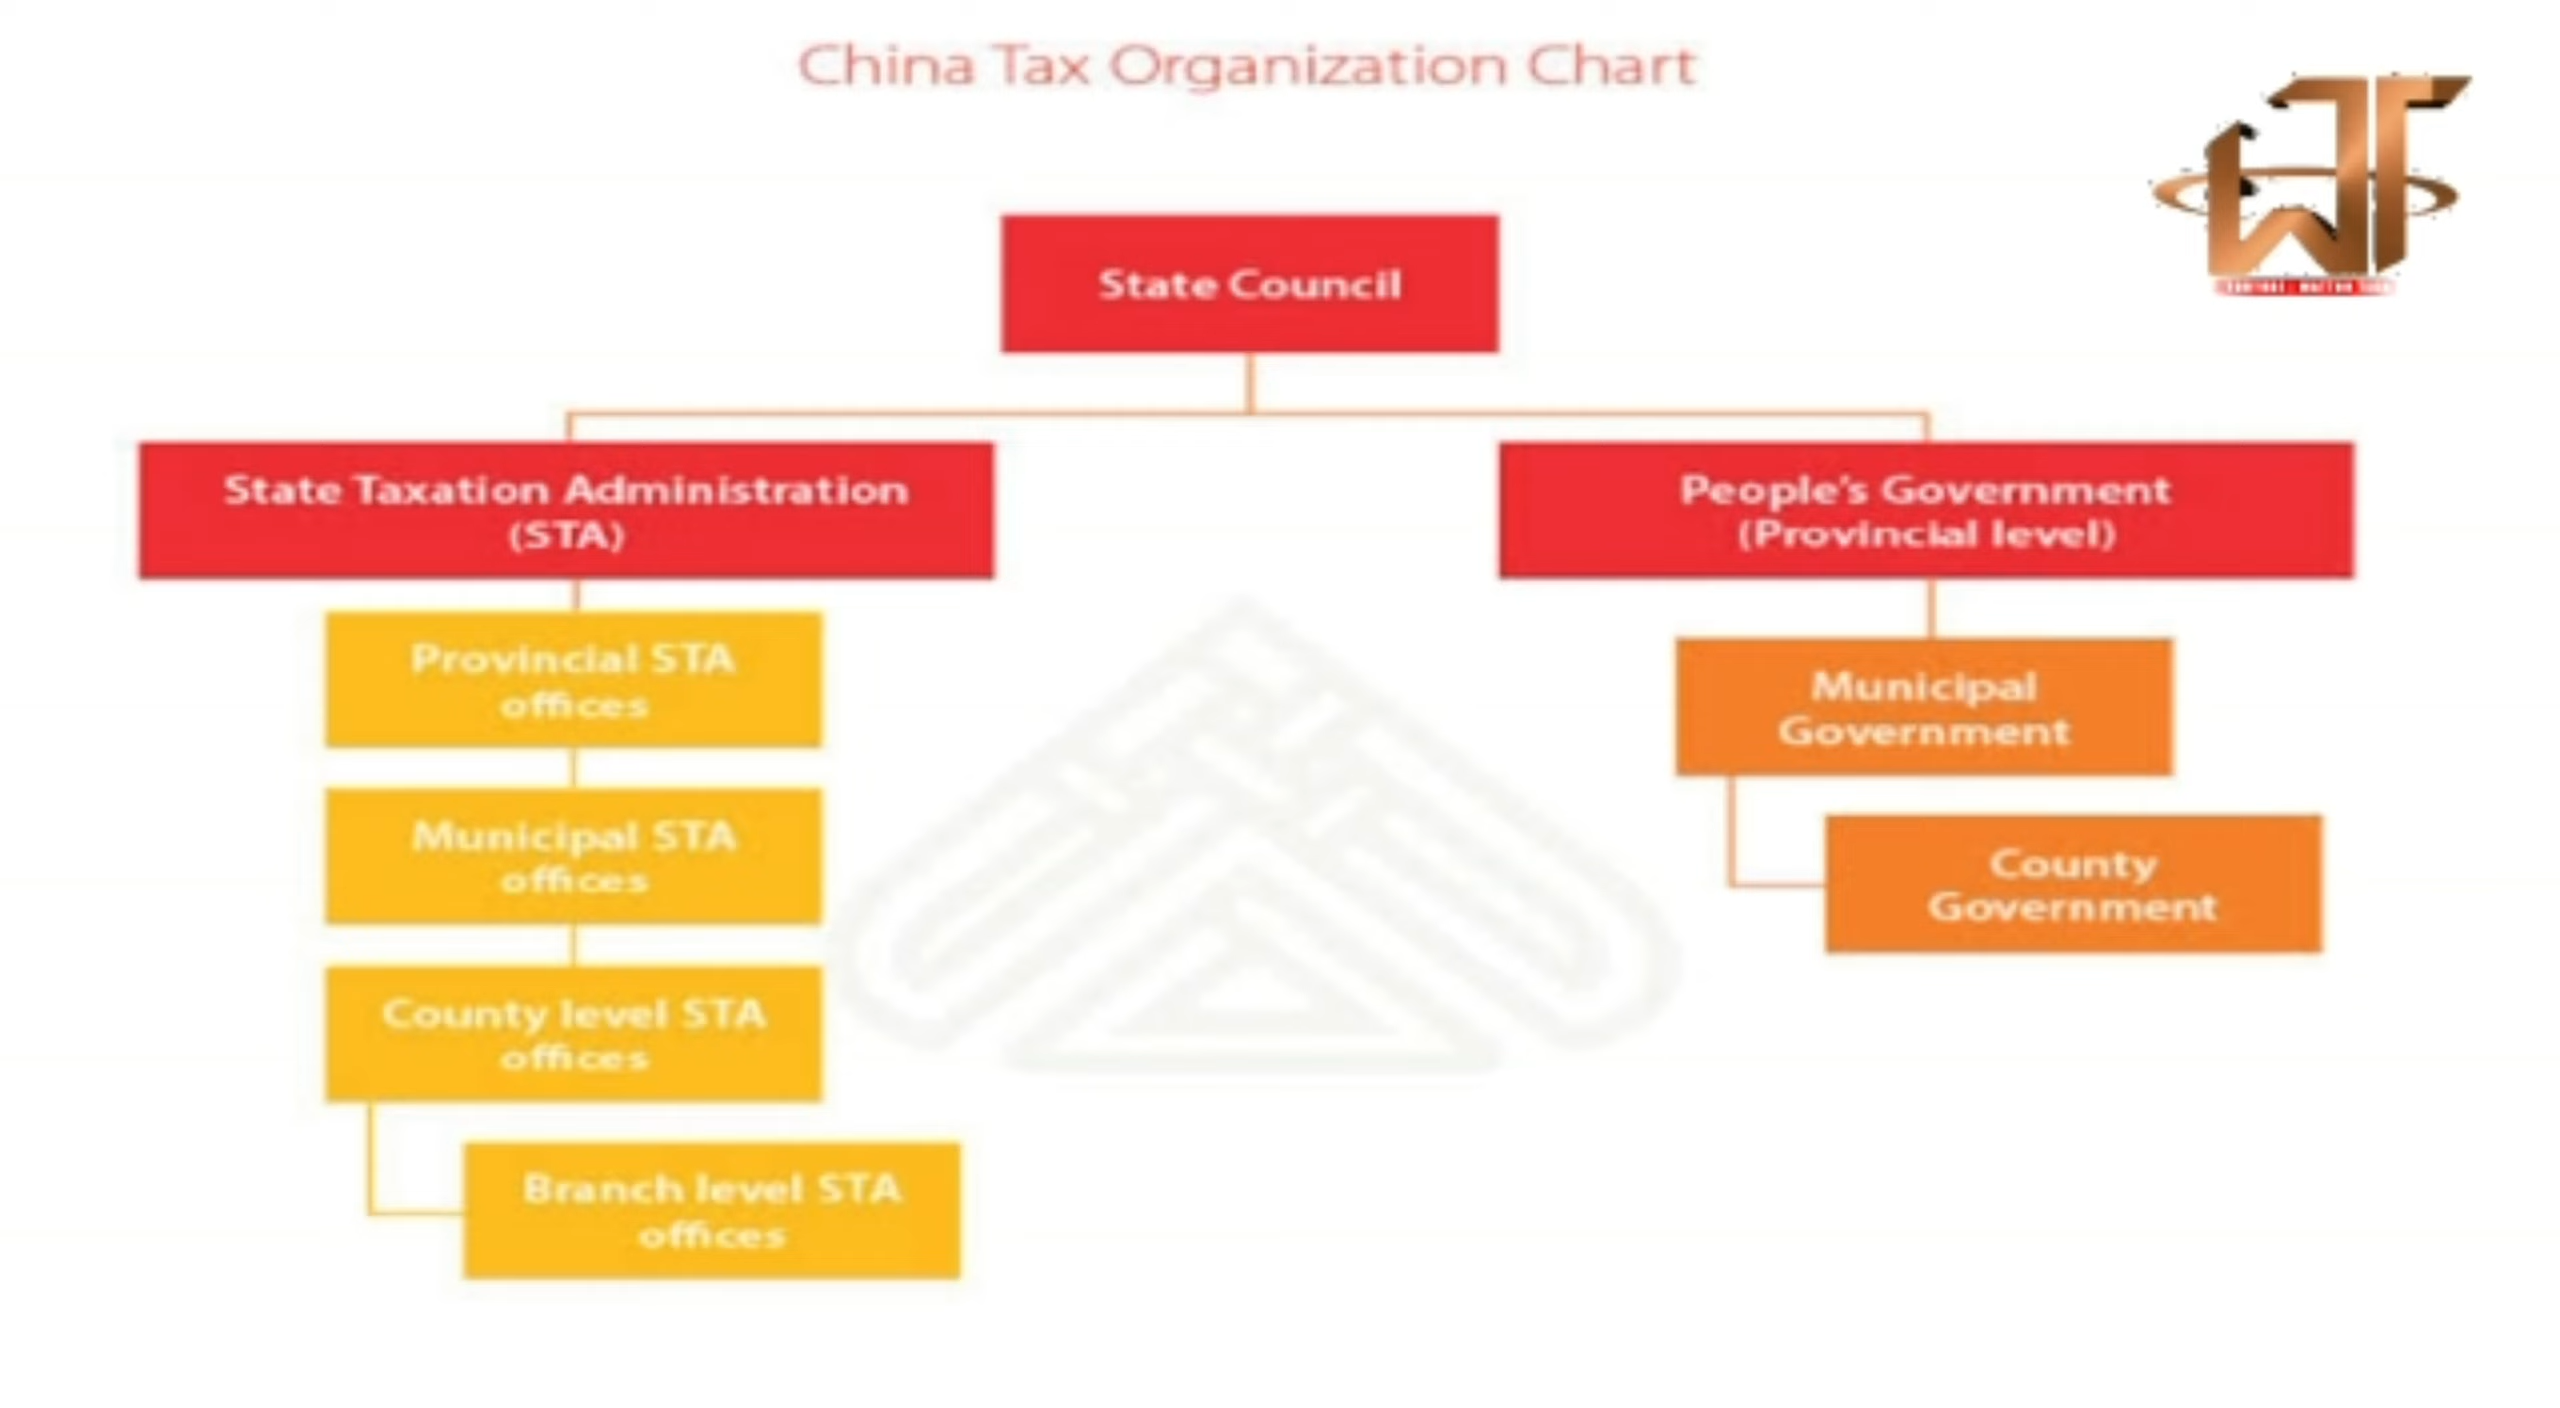 China Tax Organization Chart
State Council
State Taxation Administration
(STA)
People's Government
(Provincial level)
Provincial STA
offices
Municipal
Government
Municipal STA
offices
County
Government
County level STA
offices
Branch level STA
offices